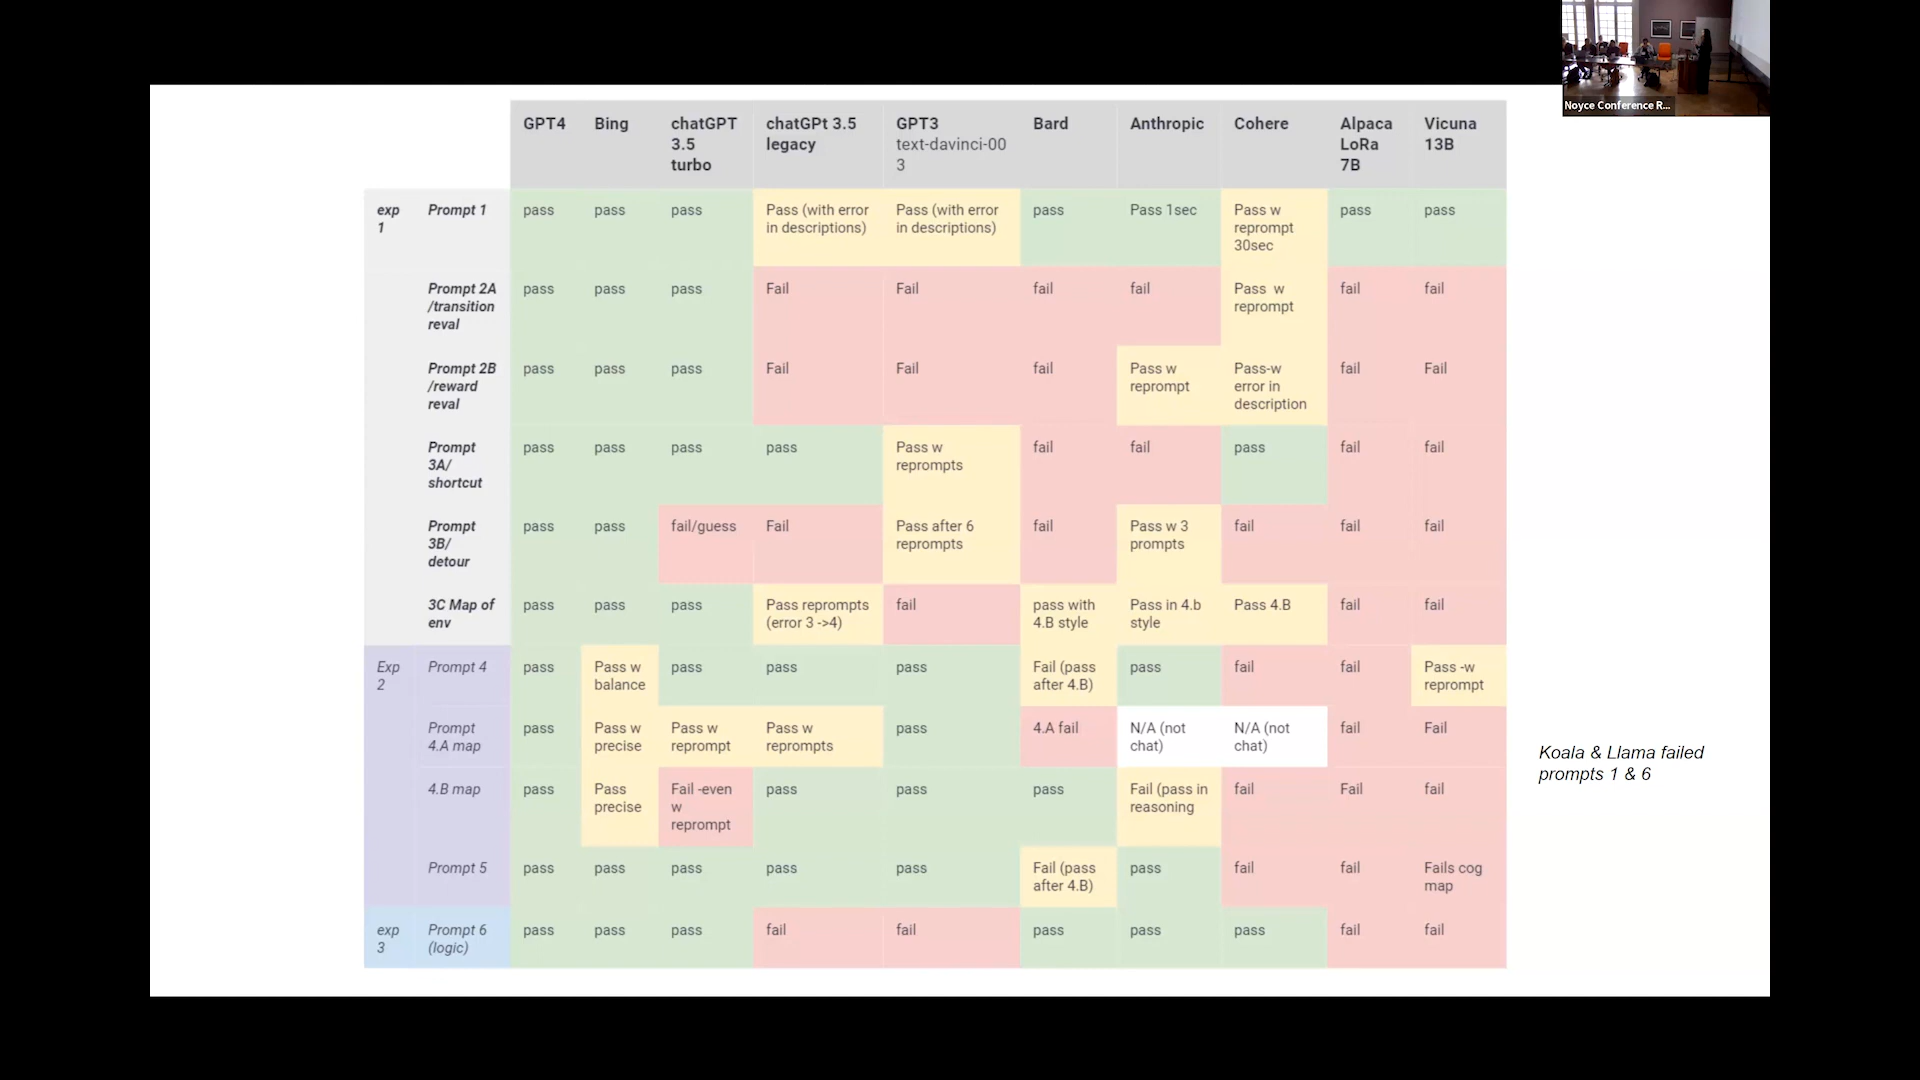 Noyce Conference R...
GPT4 Bing chatGPT 3.5 turbo chatGPt 3.5 legacy GPT3 text-davinci-003 Bard Anthropic Cohere Alpaca LoRa 7B Vicuna 13B
exp 1 Prompt 1 pass pass pass Pass (with error in descriptions) Pass (with error in descriptions) pass Pass 1sec Pass w reprompt 30sec pass pass
Prompt 2A /transition reval pass pass pass Fail Fail fail fail Pass w reprompt fail fail
Prompt 2B /reward reval pass pass pass Fail Fail fail Pass w reprompt Pass-w error in description fail Fail
Prompt 3A/ shortcut pass pass pass pass Pass w reprompts fail fail pass fail fail
Prompt 3B/ detour pass pass fail/guess Fail Pass after 6 reprompts fail Pass w 3 prompts fail fail fail
3C Map of env pass pass pass Pass reprompts (error 3 ->4) fail pass with 4.B style Pass in 4.b style Pass 4.B fail fail
Exp 2 Prompt 4 pass Pass w balance pass pass pass Fail (pass after 4.B) pass fail fail Pass -w reprompt
Prompt 4.A map pass Pass w precise Pass w reprompt Pass w reprompts pass 4.A fail N/A (not chat) N/A (not chat) fail Fail
4.B map pass Pass precise Fail -even w reprompt pass pass pass Fail (pass in reasoning fail Fail fail
Prompt 5 pass pass pass pass pass Fail (pass after 4.B) pass fail fail Fails cog map
exp 3 Prompt 6 (logic) pass pass pass fail fail pass pass pass fail fail
Koala & Llama failed
prompts 1 & 6